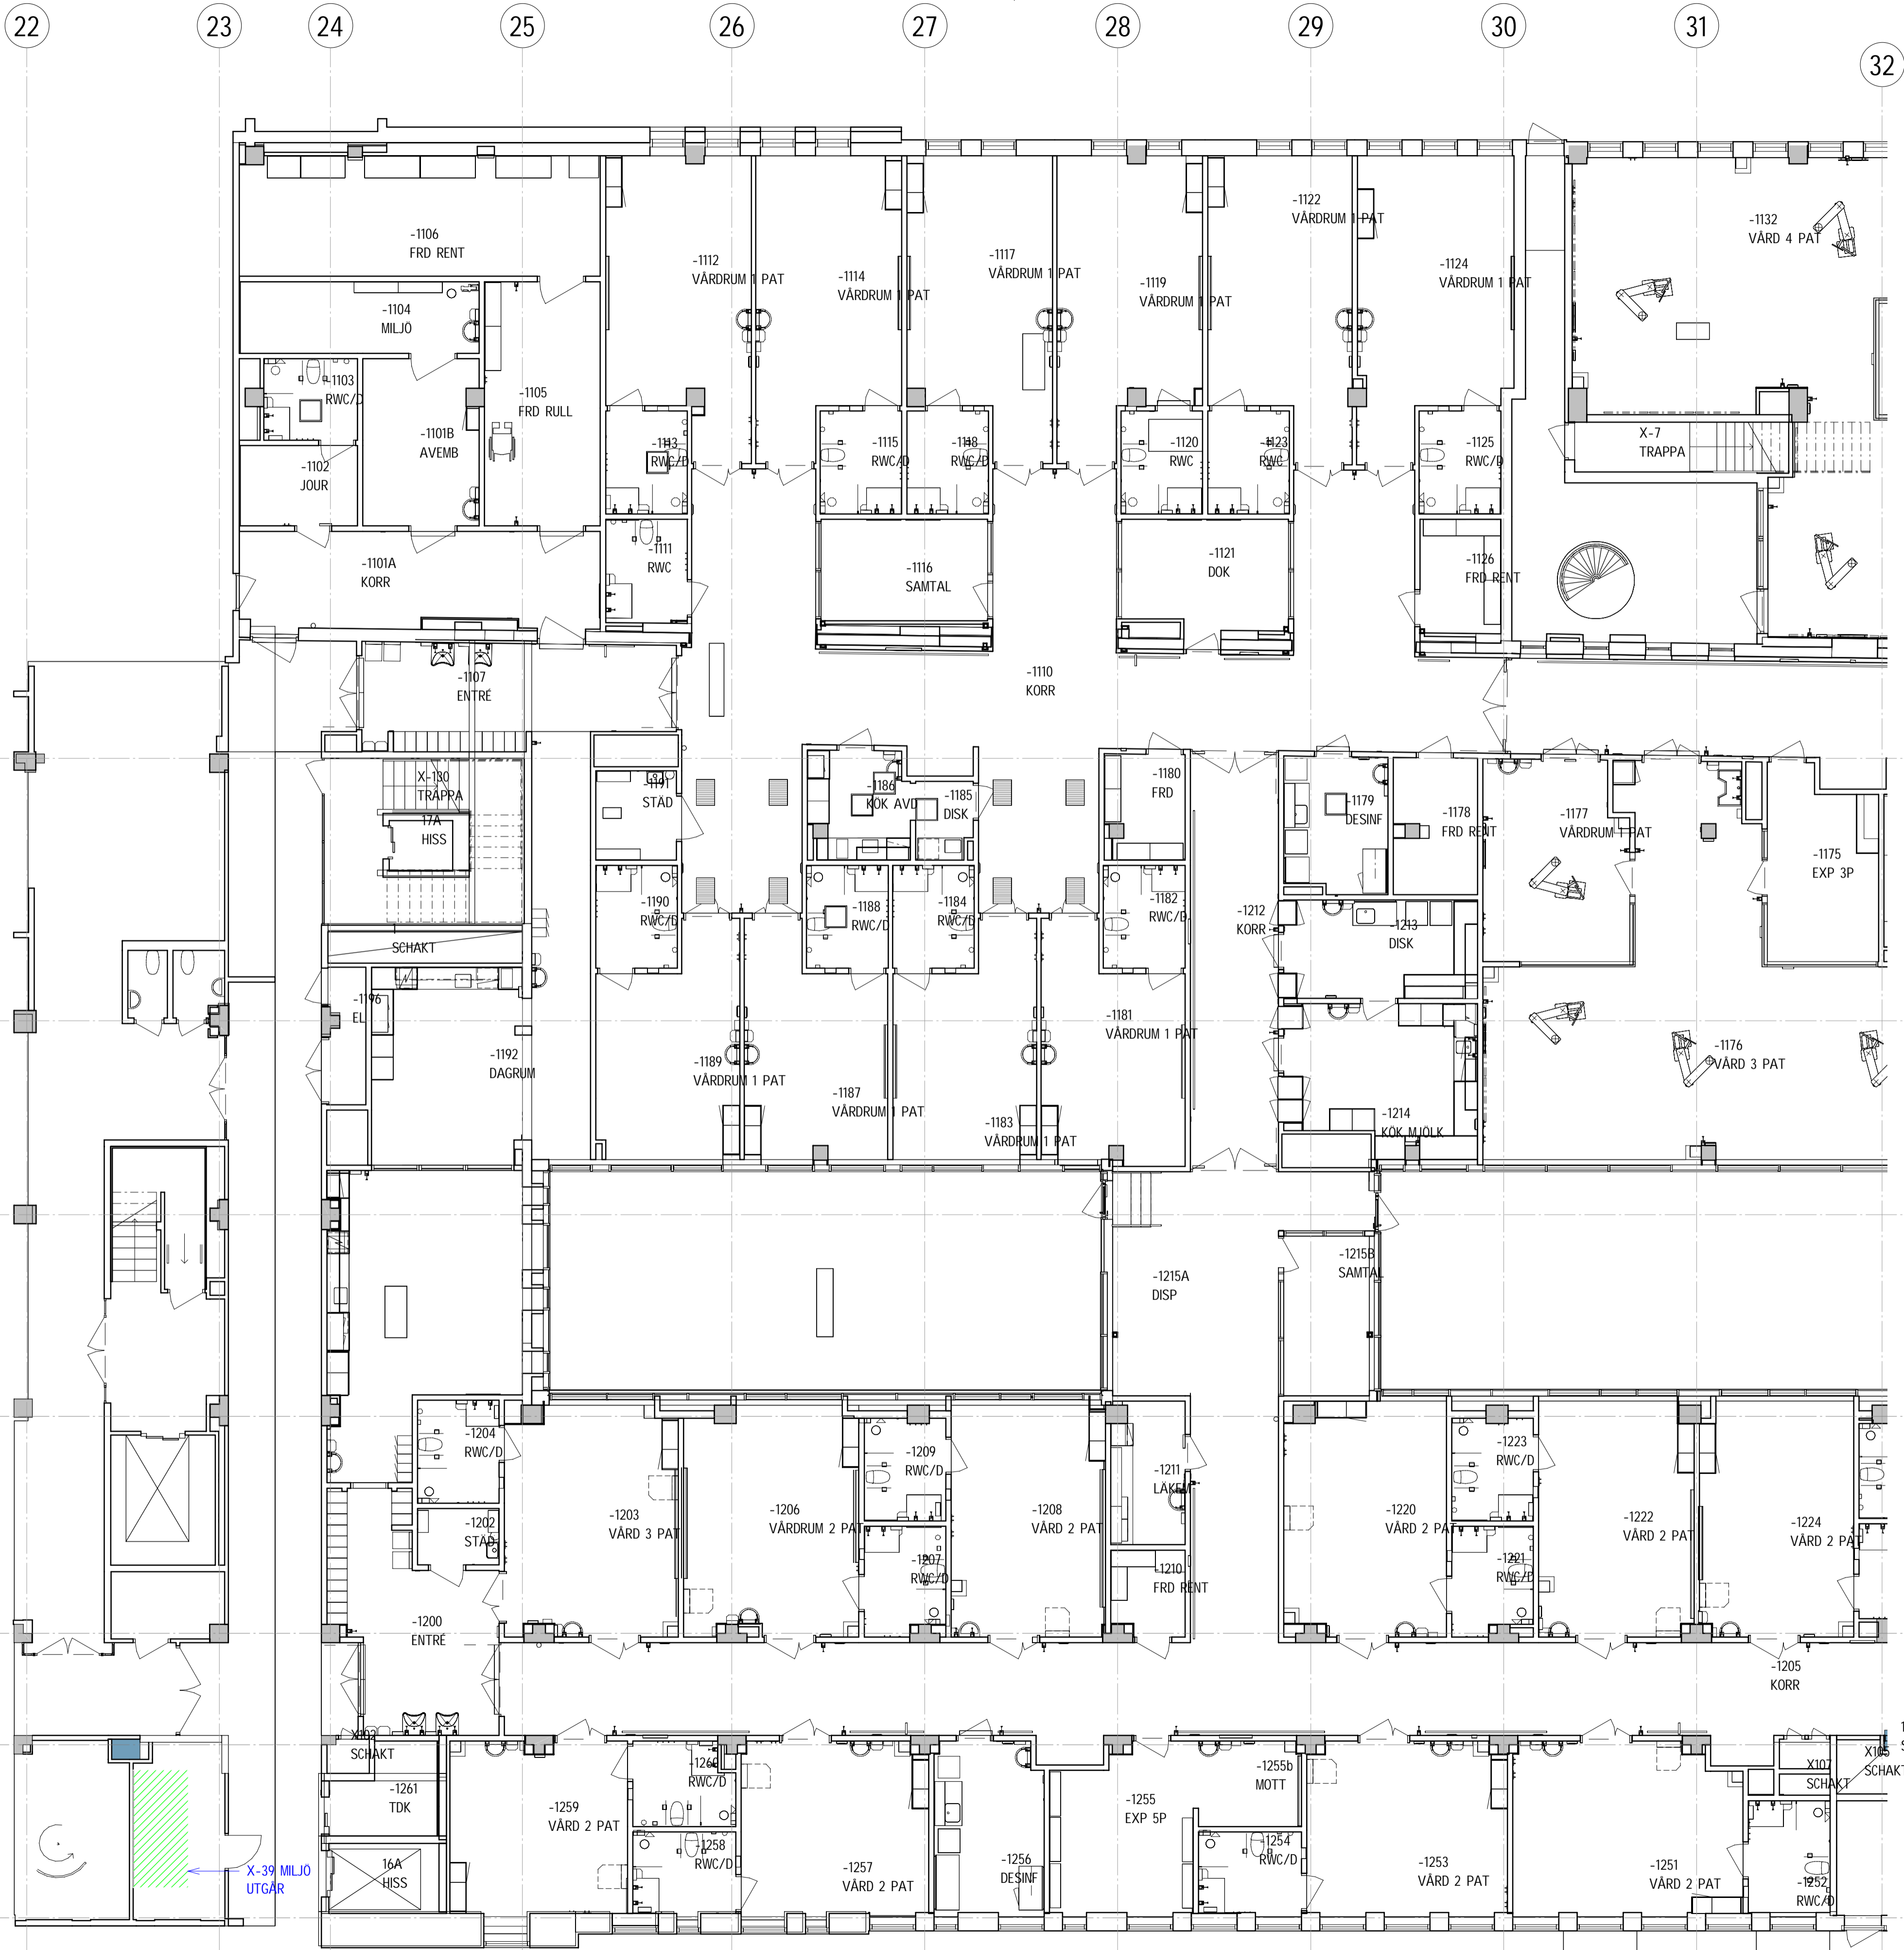 22
23
24
25
26
27
28
29
30
31
32
-1106
FRD RENT
-1104
MILJÖ
-1103
RWC/D
-1102
JOUR
-1101B
AVEMB
-1105
FRD RULL
-1101A
KORR
-1112
VÅRDRUM 1 PAT
-1114
VÅRDRUM 1 PAT
-1117
VÅRDRUM 1 PAT
-1119
VÅRDRUM 1 PAT
-1122
VÅRDRUM 1 PAT
-1124
VÅRDRUM 1 PAT
-1132
VÅRD 4 PAT
-1113
RWC/D
-1111
RWC
-1115
RWC/D
-1118
RWC/D
-1116
SAMTAL
-1120
RWC
-1123
RWC
-1121
DOK
-1125
RWC/D
-1126
FRD RENT
X-7
TRAPPA
-1107
ENTRÉ
-1110
KORR
X-130
TRAPPA
17A
HISS
SCHAKT
-1191
STÄD
-1186
KÖK AVD
-1185
DISK
-1180
FRD
-1179
DESINF
-1178
FRD RENT
-1177
VÅRDRUM 1 PAT
-1175
EXP 3P
-1190
RWC/D
-1188
RWC/D
-1184
RWC/D
-1182
RWC/D
-1212
KORR
-1213
DISK
-1196
EL
-1192
DAGRUM
-1189
VÅRDRUM 1 PAT
-1187
VÅRDRUM 1 PAT
-1183
VÅRDRUM 1 PAT
-1181
VÅRDRUM 1 PAT
-1214
KÖK MJÖLK
-1176
VÅRD 3 PAT
-1215A
DISP
-1215B
SAMTAL
-1204
RWC/D
-1202
STÄD
-1203
VÅRD 3 PAT
-1206
VÅRDRUM 2 PAT
-1209
RWC/D
-1207
RWC/D
-1208
VÅRD 2 PAT
-1211
LÄKEM
-1210
FRD RENT
-1220
VÅRD 2 PAT
-1223
RWC/D
-1221
RWC/D
-1222
VÅRD 2 PAT
-1224
VÅRD 2 PAT
-1200
ENTRÉ
-1205
KORR
X102
SCHAKT
-1261
TDK
16A
HISS
-1259
VÅRD 2 PAT
-1260
RWC/D
-1258
RWC/D
-1257
VÅRD 2 PAT
-1256
DESINF
-1255
EXP 5P
-1255b
MOTT
-1254
RWC/D
-1253
VÅRD 2 PAT
-1251
VÅRD 2 PAT
-1252
RWC/D
X107
SCHAKT
X105
SCHAKT
X-39 MILJÖ
UTGÅR